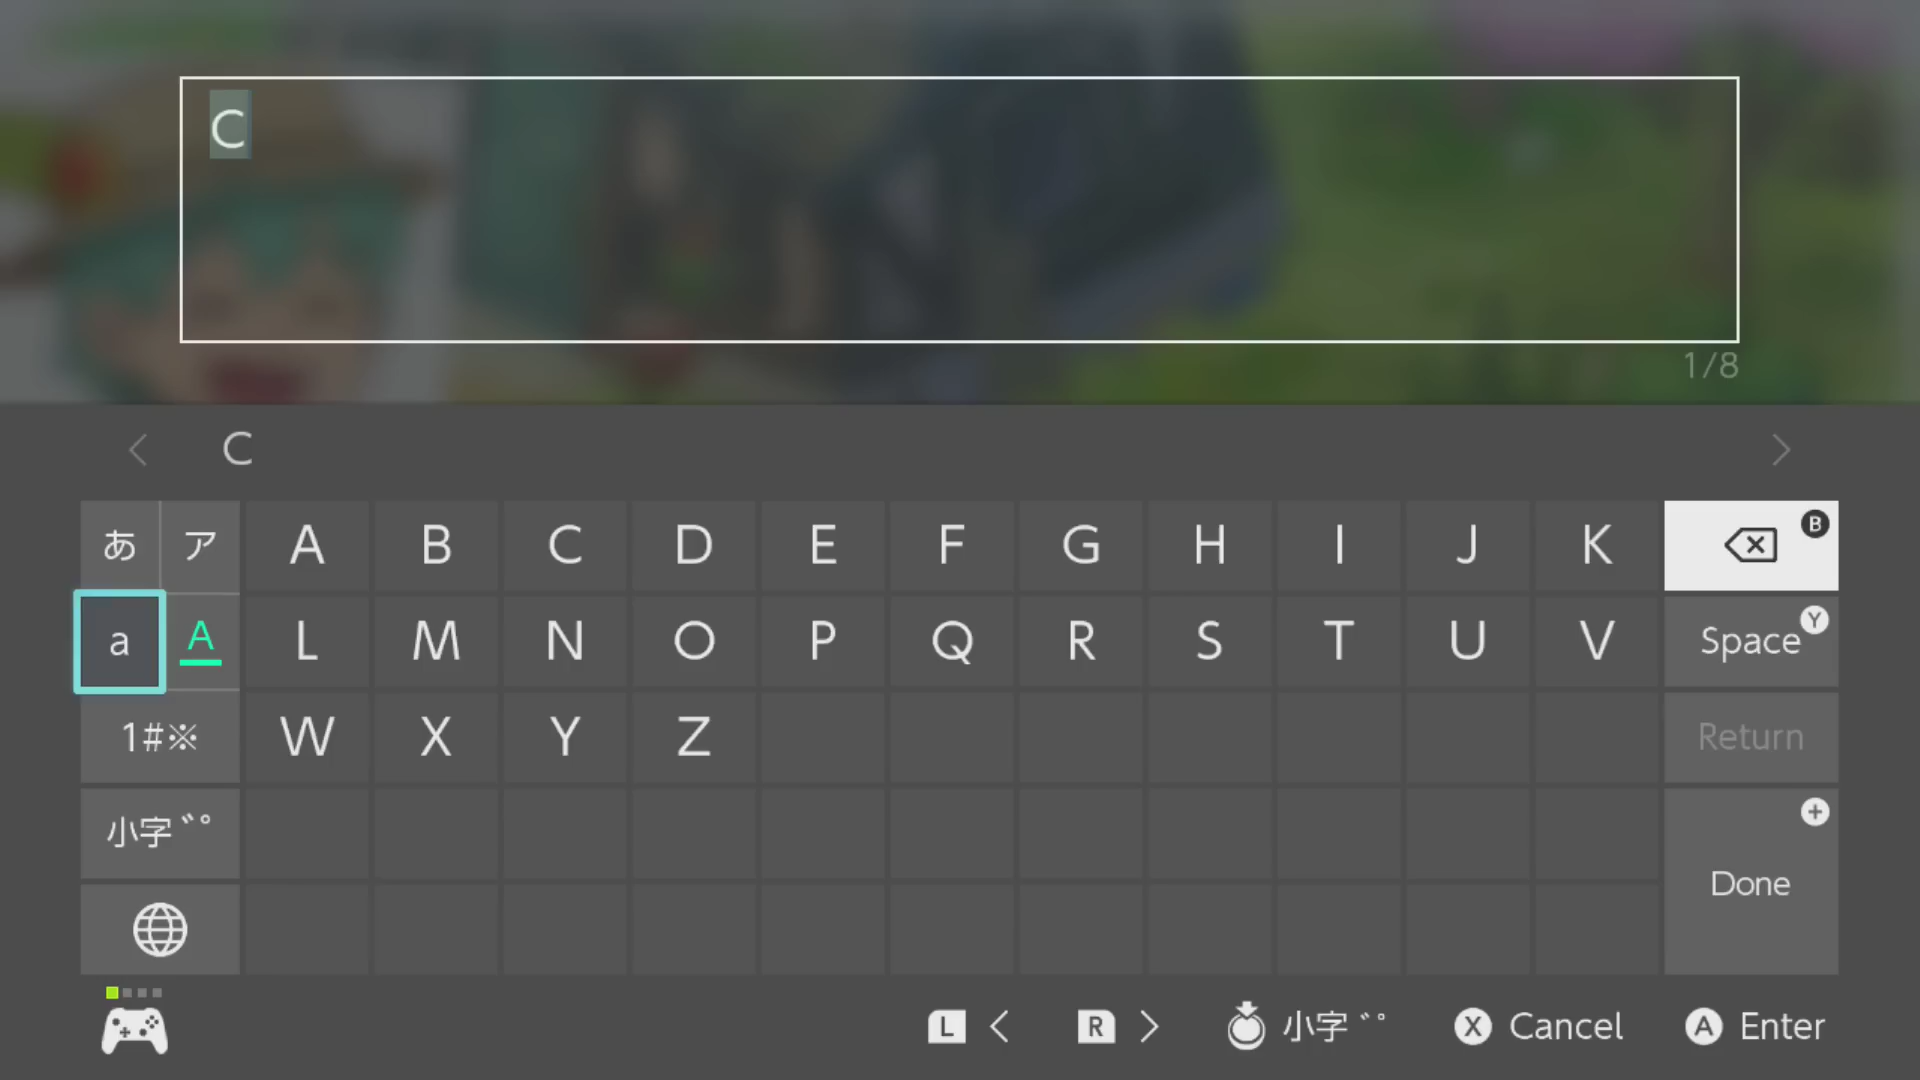 C
1/8
C
あ ア A B C D E F G H I J K B
a A L M N O P Q R S T U V Space Y
1#※ W X Y Z Return
小字゛゜ +
Done
L R 小字゛゜ X Cancel A Enter